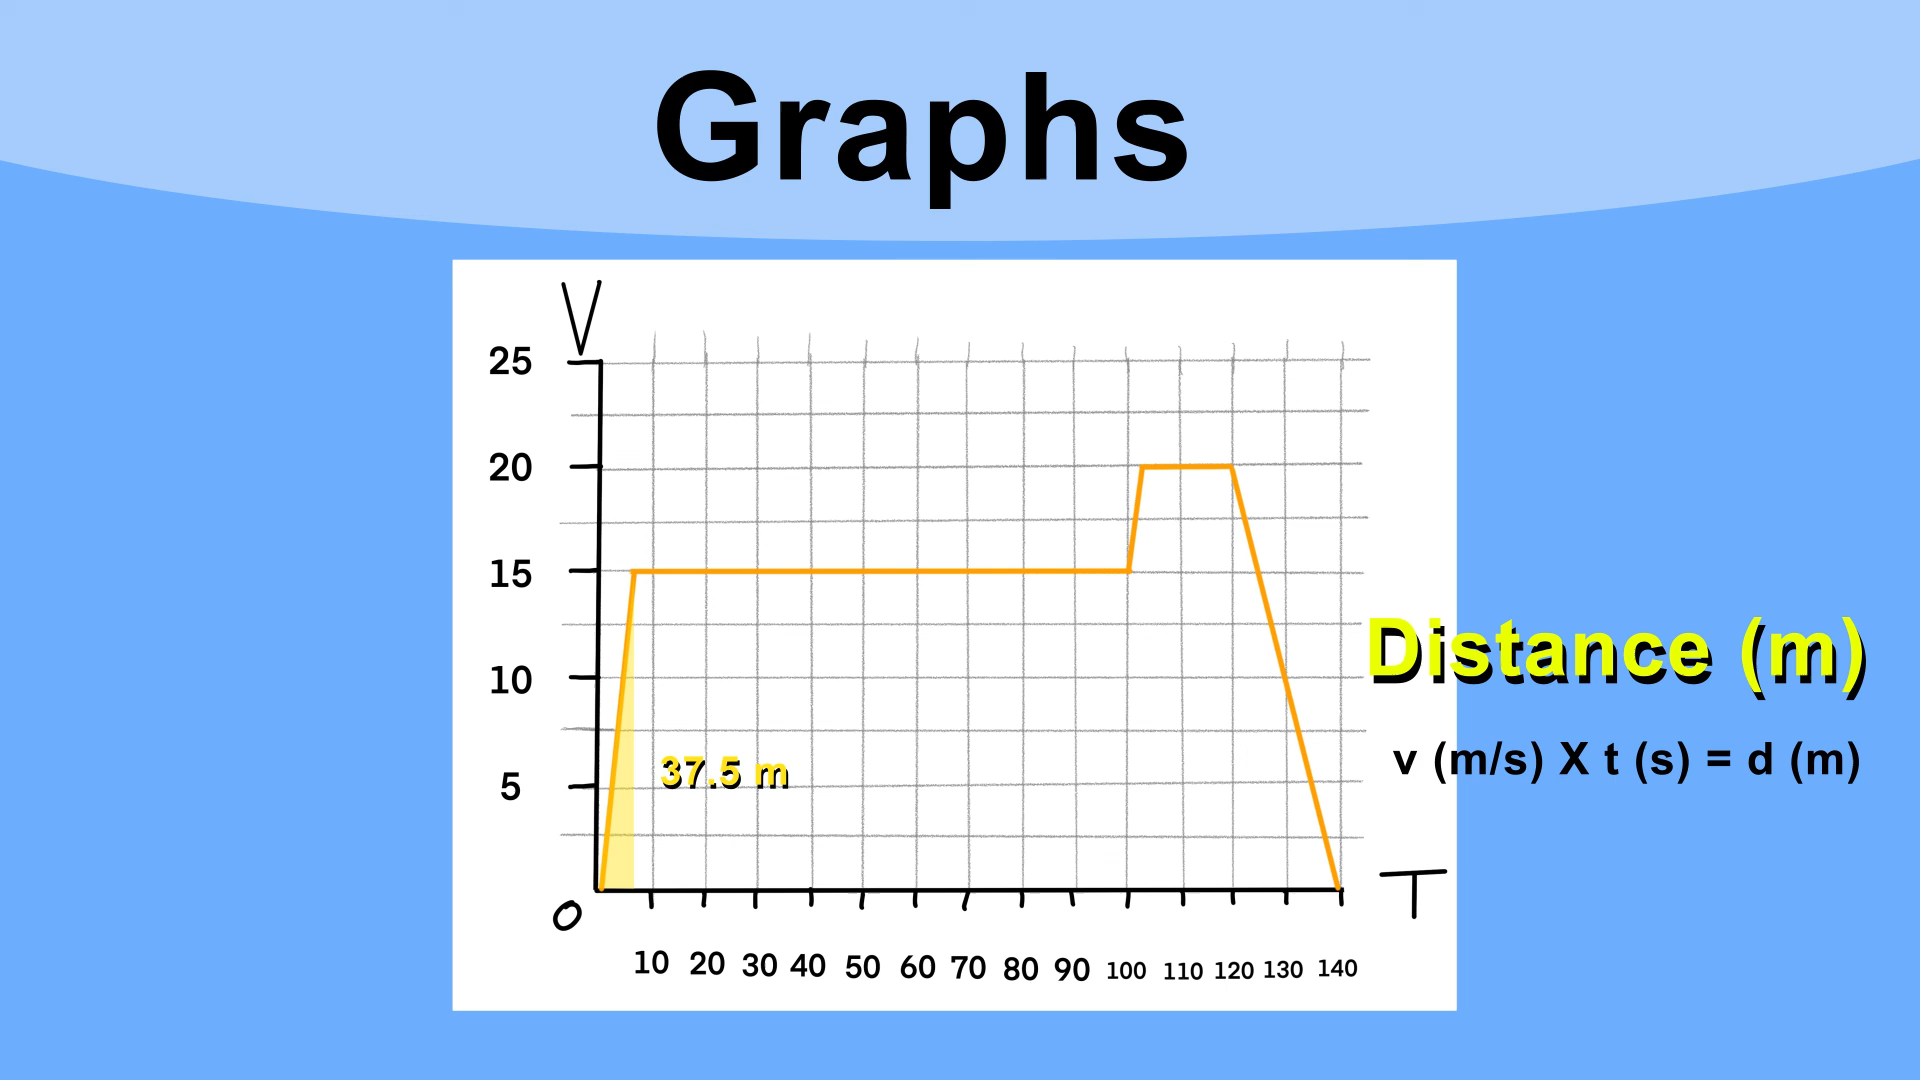 Graphs
V
25
20
15
10
5
37.5 m
Distance (m)
v (m/s) X t (s) = d (m)
T
0
10 20 30 40 50 60 70 80 90 100 110 120 130 140